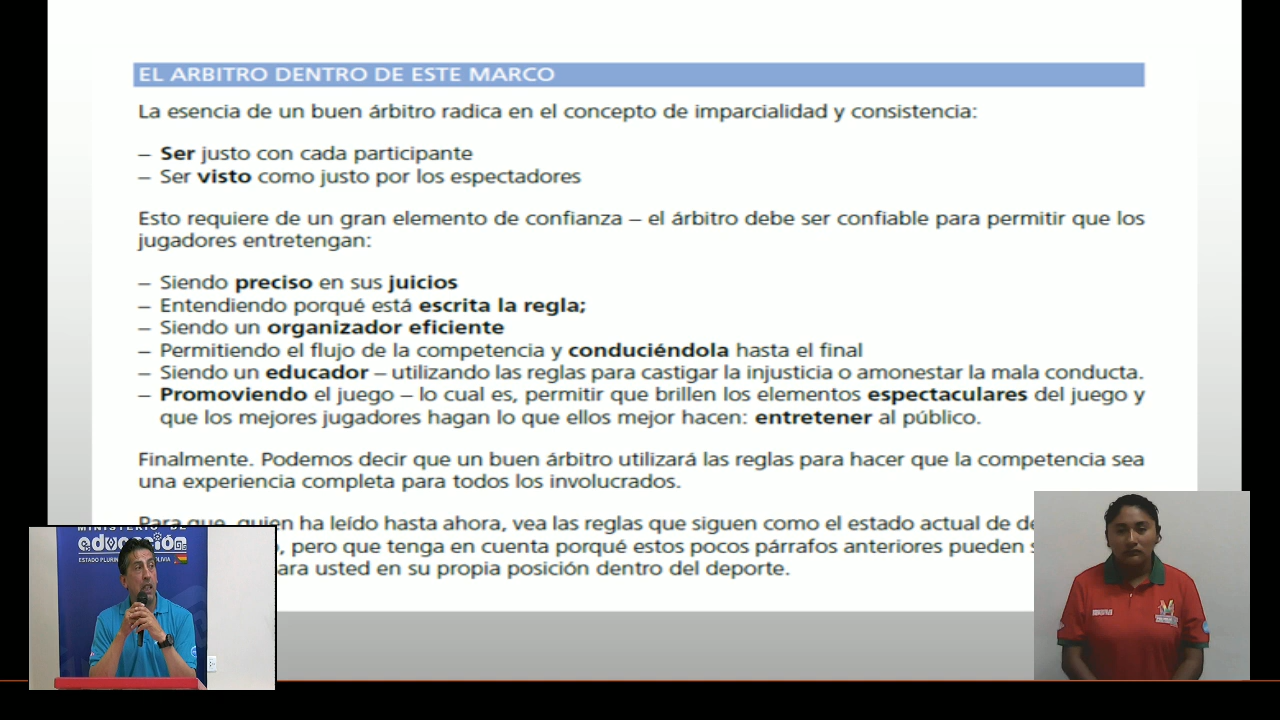 EL ARBITRO DENTRO DE ESTE MARCO
La esencia de un buen árbitro radica en el concepto de imparcialidad y consistencia:
– Ser justo con cada participante
– Ser visto como justo por los espectadores
Esto requiere de un gran elemento de confianza – el árbitro debe ser confiable para permitir que los
jugadores entretengan:
– Siendo preciso en sus juicios
– Entendiendo porqué está escrita la regla;
– Siendo un organizador eficiente
– Permitiendo el flujo de la competencia y conduciéndola hasta el final
– Siendo un educador – utilizando las reglas para castigar la injusticia o amonestar la mala conducta.
– Promoviendo el juego – lo cual es, permitir que brillen los elementos espectaculares del juego y
que los mejores jugadores hagan lo que ellos mejor hacen: entretener al público.
Finalmente. Podemos decir que un buen árbitro utilizará las reglas para hacer que la competencia sea
una experiencia completa para todos los involucrados.
Para que, quien ha leído hasta ahora, vea las reglas que siguen como el estado actual de
, pero que tenga en cuenta porqué estos pocos párrafos anteriores pueden
ara usted en su propia posición dentro del deporte.
MINISTERIO DE
educación